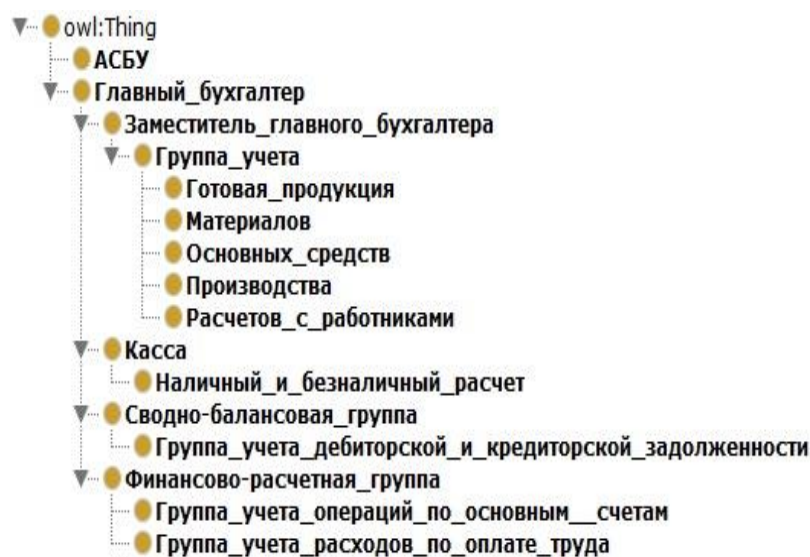 owl:Thing
АСБУ
Главный_бухгалтер
Заместитель_главного_бухгалтера
Группа_учета
Готовая_продукция
Материалов
Основных_средств
Производства
Расчетов_с_работниками
Касса
Наличный_и_безналичный_расчет
Сводно-балансовая_группа
Группа_учета_дебиторской_и_кредиторской_задолженности
Финансово-расчетная_группа
Группа_учета_операций_по_основным__счетам
Группа_учета_расходов_по_оплате_труда